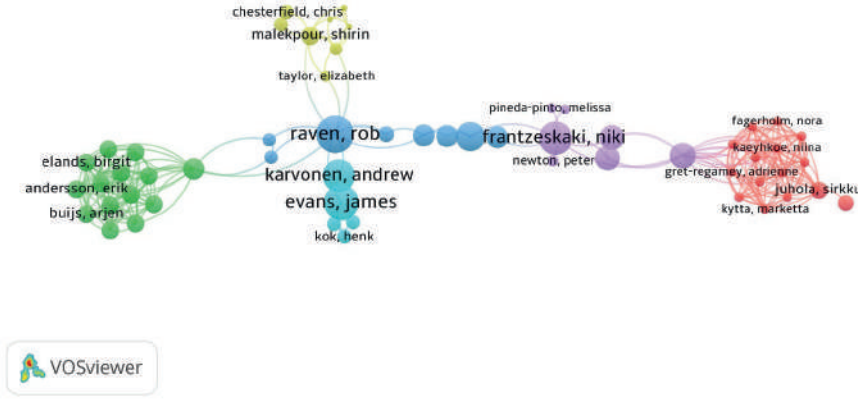 chesterfield, chris
malekpour, shirin
taylor, elizabeth
pineda-pinto, melissa
raven, rob
frantzeskaki, niki
fagerholm, nora
elands, birgit
newton, peter
kaeyhkoe, niina
karvonen, andrew
gret-regamey, adrienne
andersson, erik
juhola, sirkku
evans, james
buijs, arjen
kytta, marketta
kok, henk
VOSviewer